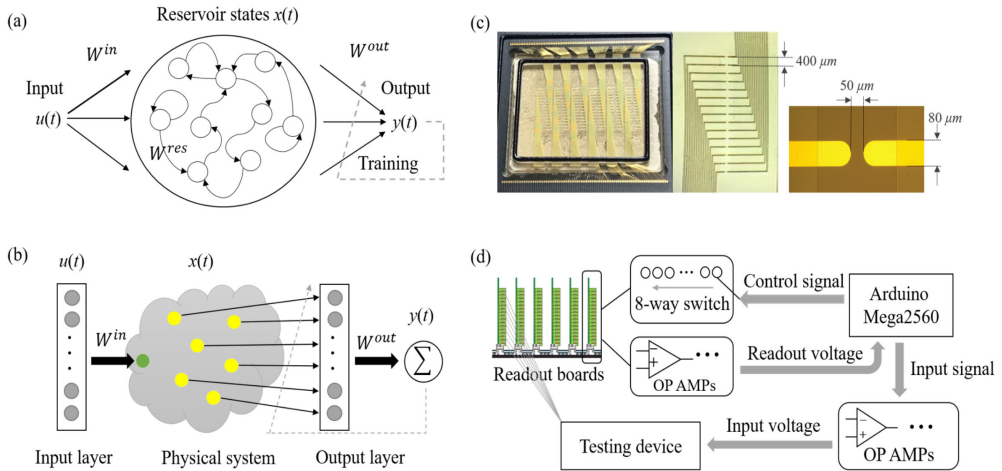 (a)
Reservoir states x(t)
W^in
W^out
Input
u(t)
W^res
Output
y(t)
Training
(b)
u(t)
x(t)
W^in
W^out
y(t)
∑
Input layer
Physical system
Output layer
(c)
400 μm
50 μm
80 μm
(d)
8-way switch
Control signal
Arduino
Mega2560
Readout boards
OP AMPs
Readout voltage
Input signal
Testing device
Input voltage
OP AMPs